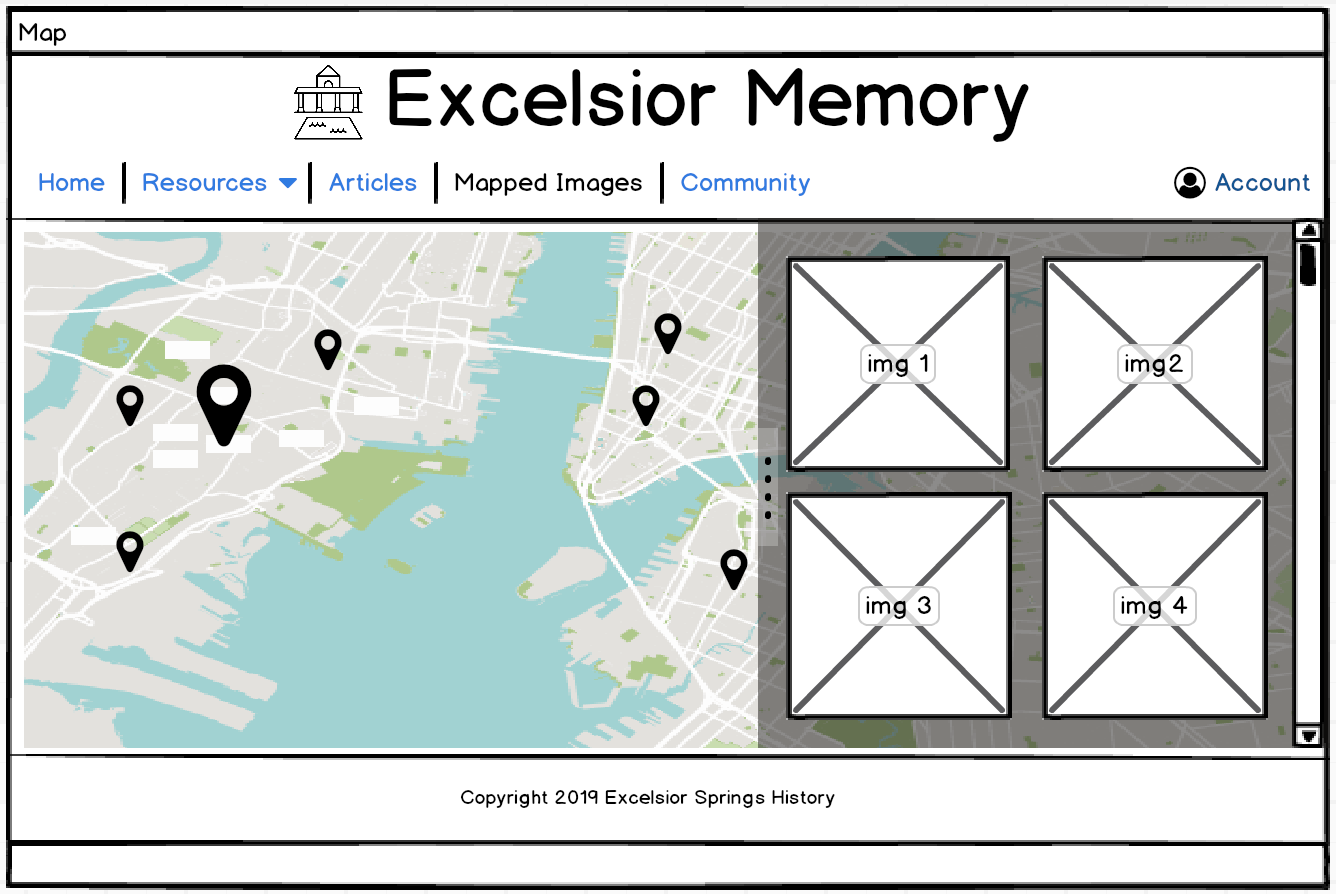 Map
Excelsior Memory
Home Resources Articles Mapped Images Community Account
img 1 img2
img 3 img 4
Copyright 2019 Excelsior Springs History